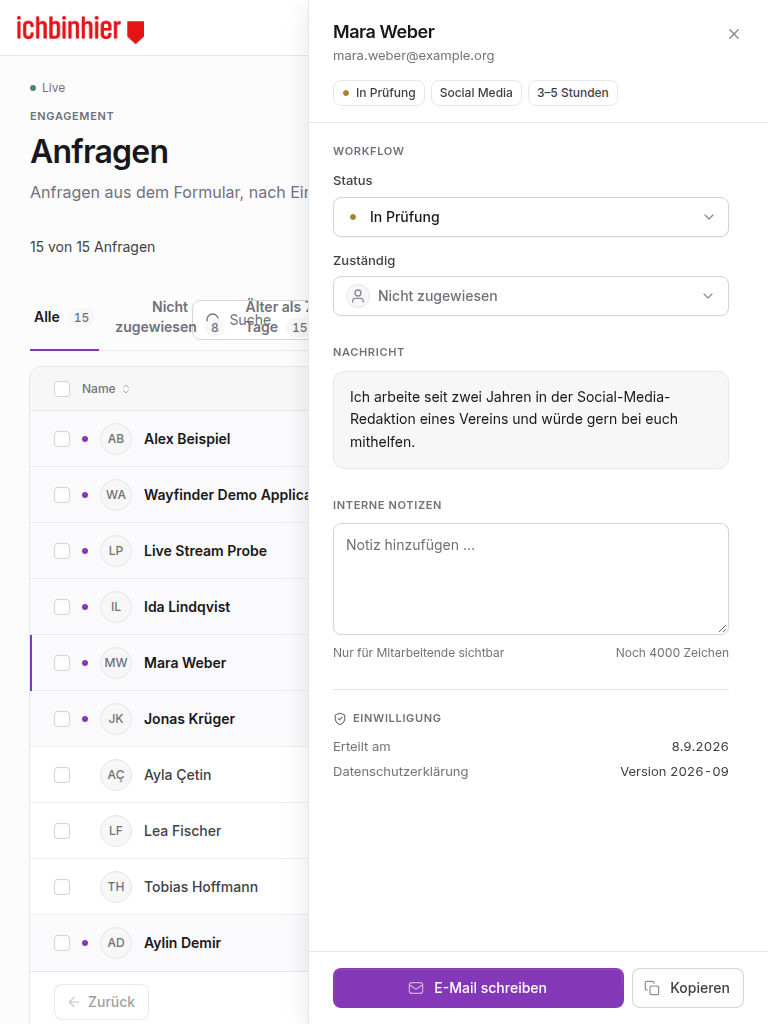 ichbinhier
Live
ENGAGEMENT
Anfragen
Anfragen aus dem Formular, nach Ein
15 von 15 Anfragen
Alle 15
Nicht zugewiesen 8
Älter als 7 Tage 15
Suche
Name
AB Alex Beispiel
WA Wayfinder Demo Applica
LP Live Stream Probe
IL Ida Lindqvist
MW Mara Weber
JK Jonas Krüger
AÇ Ayla Çetin
LF Lea Fischer
TH Tobias Hoffmann
AD Aylin Demir
Zurück
Mara Weber
mara.weber@example.org
In Prüfung
Social Media
3–5 Stunden
WORKFLOW
Status
In Prüfung
Zuständig
Nicht zugewiesen
NACHRICHT
Ich arbeite seit zwei Jahren in der Social-Media-
Redaktion eines Vereins und würde gern bei euch
mithelfen.
INTERNE NOTIZEN
Notiz hinzufügen …
Nur für Mitarbeitende sichtbar
Noch 4000 Zeichen
EINWILLIGUNG
Erteilt am 8.9.2026
Datenschutzerklärung Version 2026-09
E-Mail schreiben
Kopieren